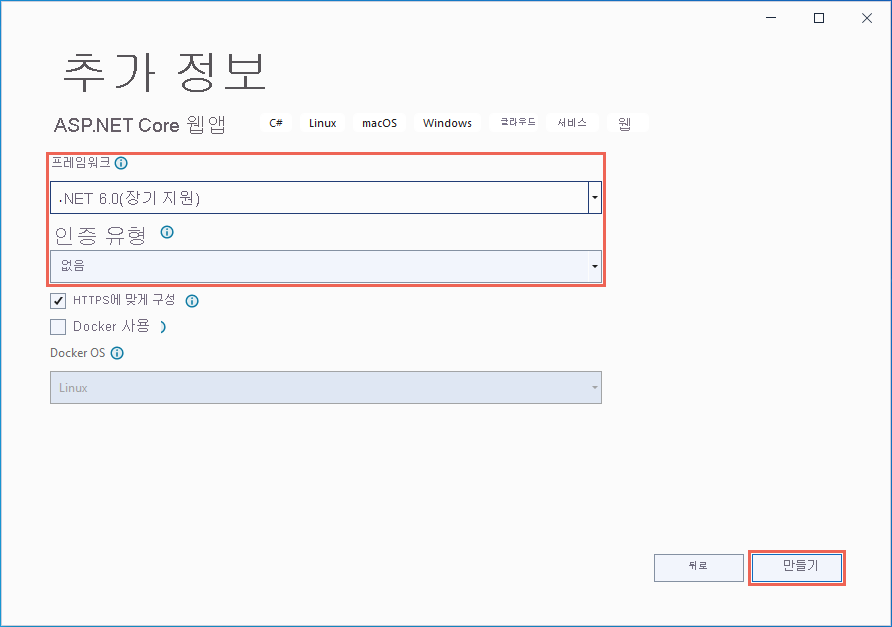 추가 정보
ASP.NET Core 웹앱 C# Linux macOS Windows 클라우드 서비스 웹
프레임워크
.NET 6.0(장기 지원)
인증 유형
없음
HTTPS에 맞게 구성
Docker 사용
Docker OS
Linux
뒤로 만들기